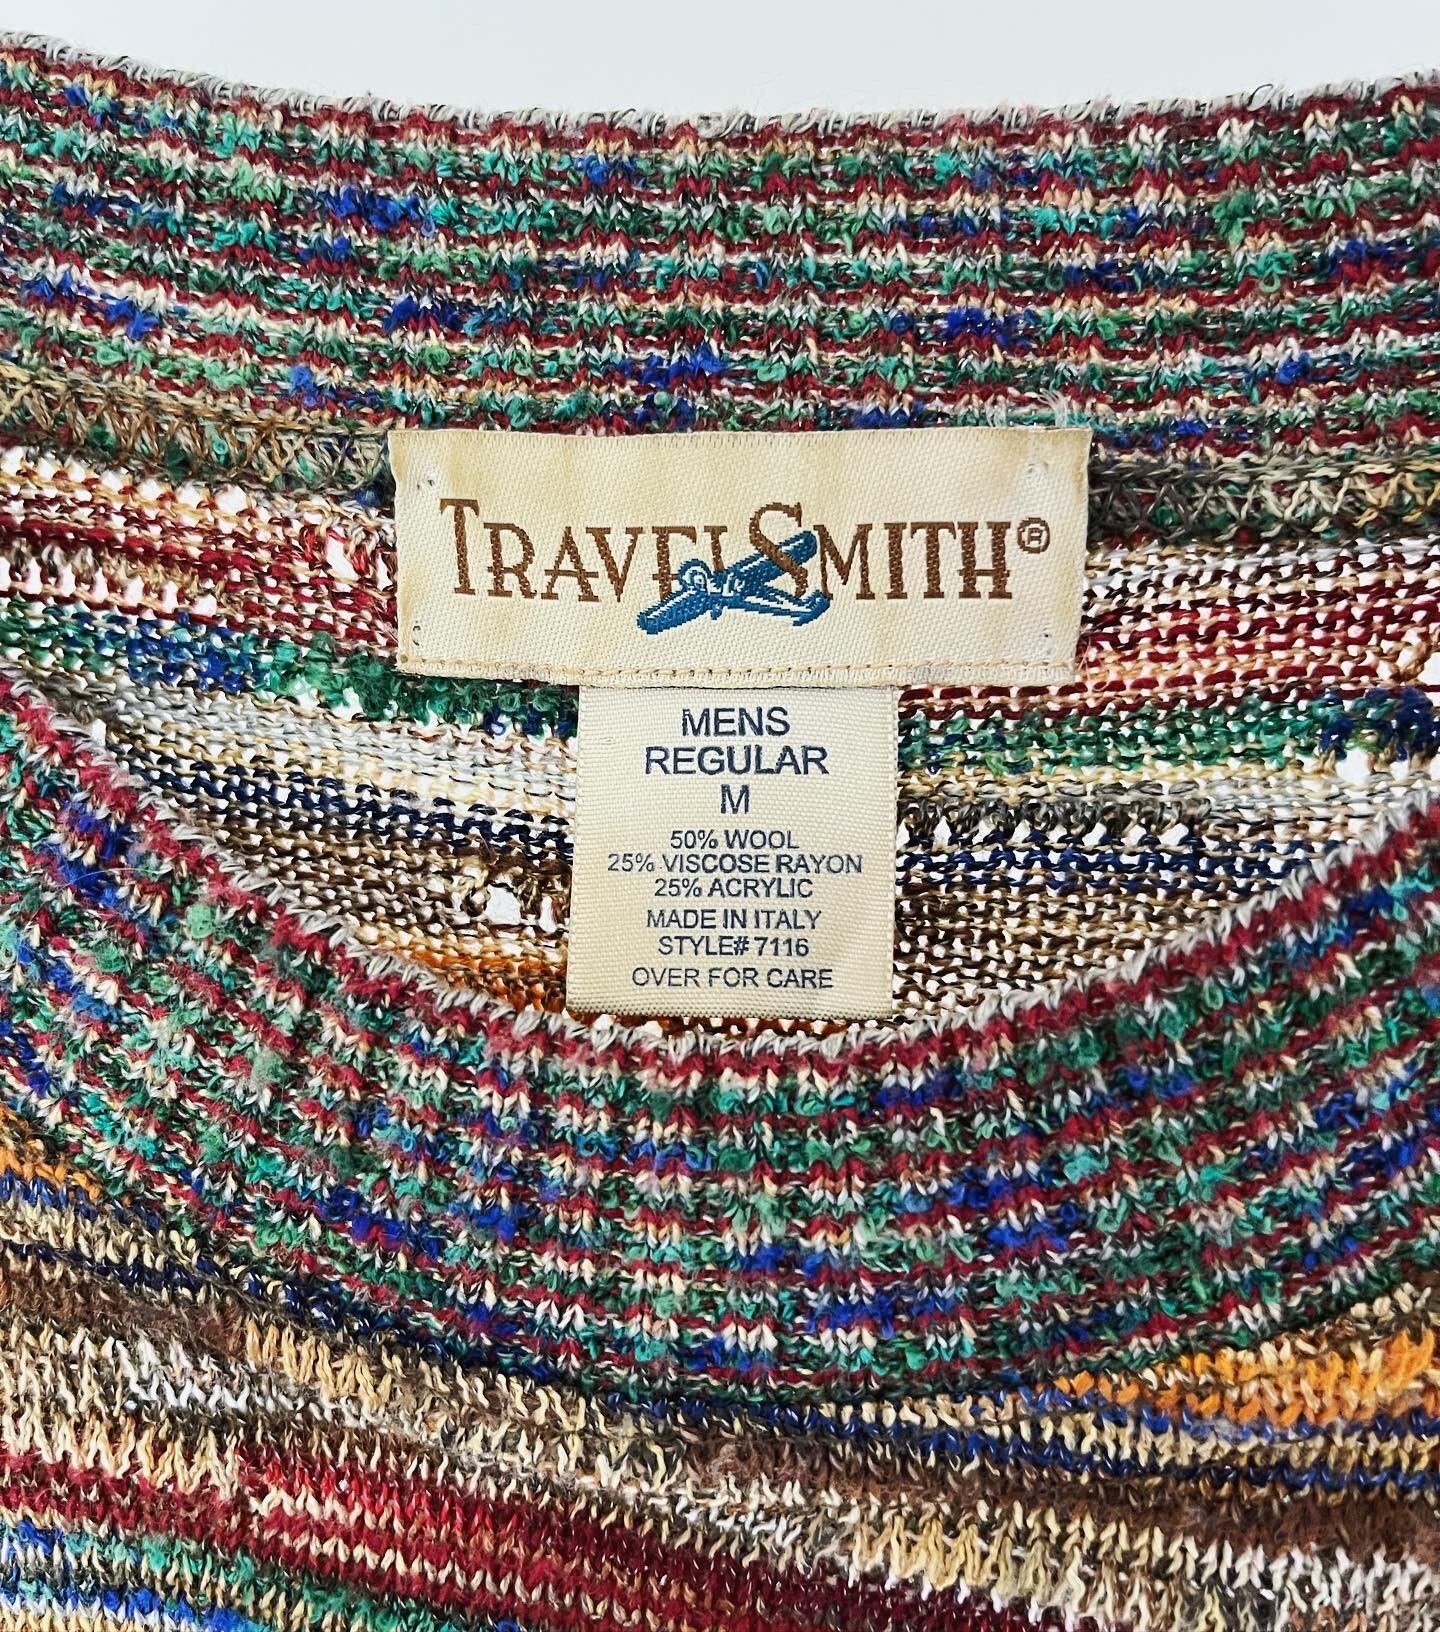 TRAVELSMITH®
MENS
REGULAR
M
50% WOOL
25% VISCOSE RAYON
25% ACRYLIC
MADE IN ITALY
STYLE# 7116
OVER FOR CARE